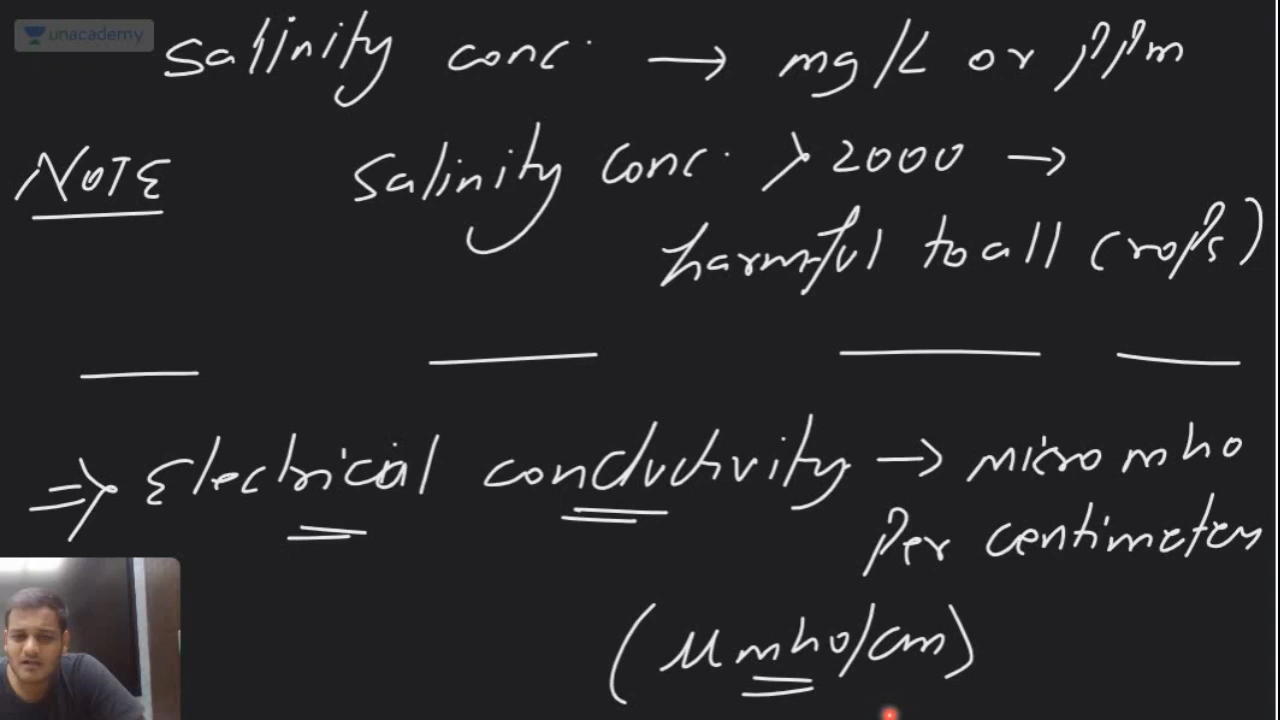 unacademy
Salinity conc. → mg/L or ppm
NOTE Salinity conc. > 2000 →
harmful to all crops)
⇒ Electrical conductivity → micro mho
Per centimeters
(μmho/cm)